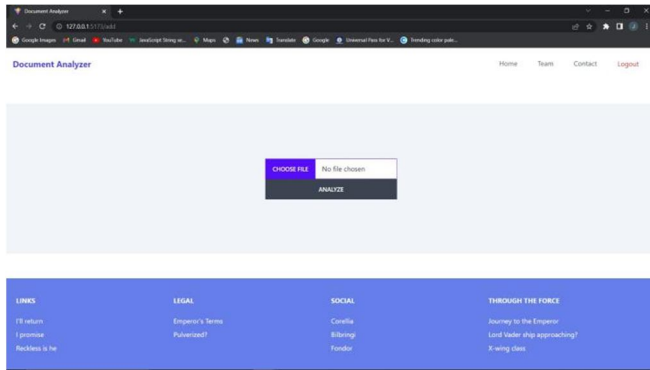 Document Analyzer
127.0.0.1:5173/add
Google Images Gmail YouTube JavaScript String se... Maps News Translate Google Universal Pass for V... Trending color pale...
Document Analyzer Home Team Contact Logout
CHOOSE FILE No file chosen
ANALYZE
LINKS LEGAL SOCIAL THROUGH THE FORCE
I'll return Emperor's Terms Corellia Journey to the Emperor
I promise Pulverized? Bilbringi Lord Vader ship approaching?
Reckless is he Fondor X-wing class